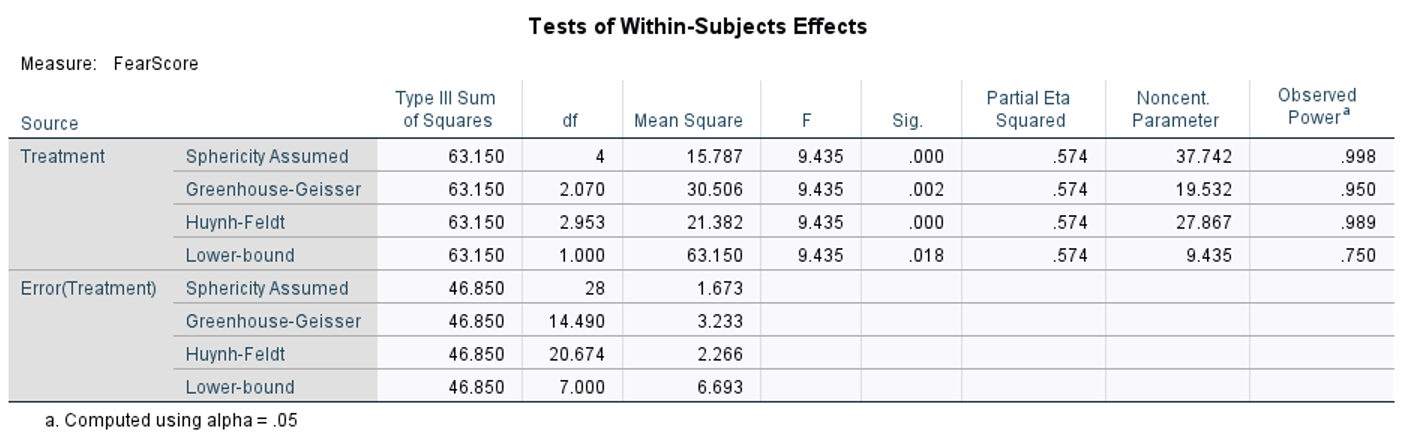 Tests of Within-Subjects Effects
Measure: FearScore
Source Type III Sum of Squares df Mean Square F Sig. Partial Eta Squared Noncent. Parameter Observed Power a
Treatment Sphericity Assumed 63.150 4 15.787 9.435 .000 .574 37.742 .998
Greenhouse-Geisser 63.150 2.070 30.506 9.435 .002 .574 19.532 .950
Huynh-Feldt 63.150 2.953 21.382 9.435 .000 .574 27.867 .989
Lower-bound 63.150 1.000 63.150 9.435 .018 .574 9.435 .750
Error(Treatment) Sphericity Assumed 46.850 28 1.673
Greenhouse-Geisser 46.850 14.490 3.233
Huynh-Feldt 46.850 20.674 2.266
Lower-bound 46.850 7.000 6.693
a. Computed using alpha = .05